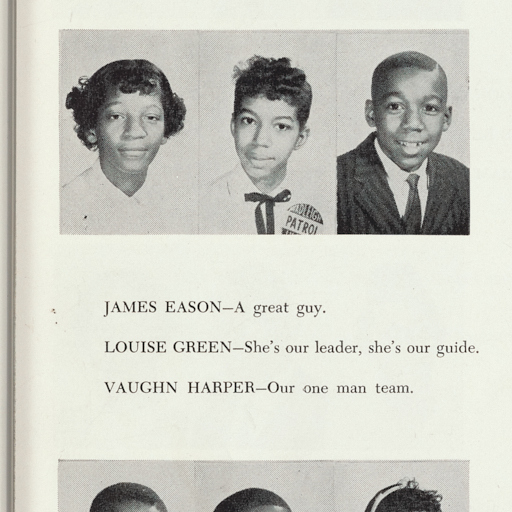 PATROL
JAMES EASON—A great guy.
LOUISE GREEN—She's our leader, she's our guide.
VAUGHN HARPER—Our one man team.